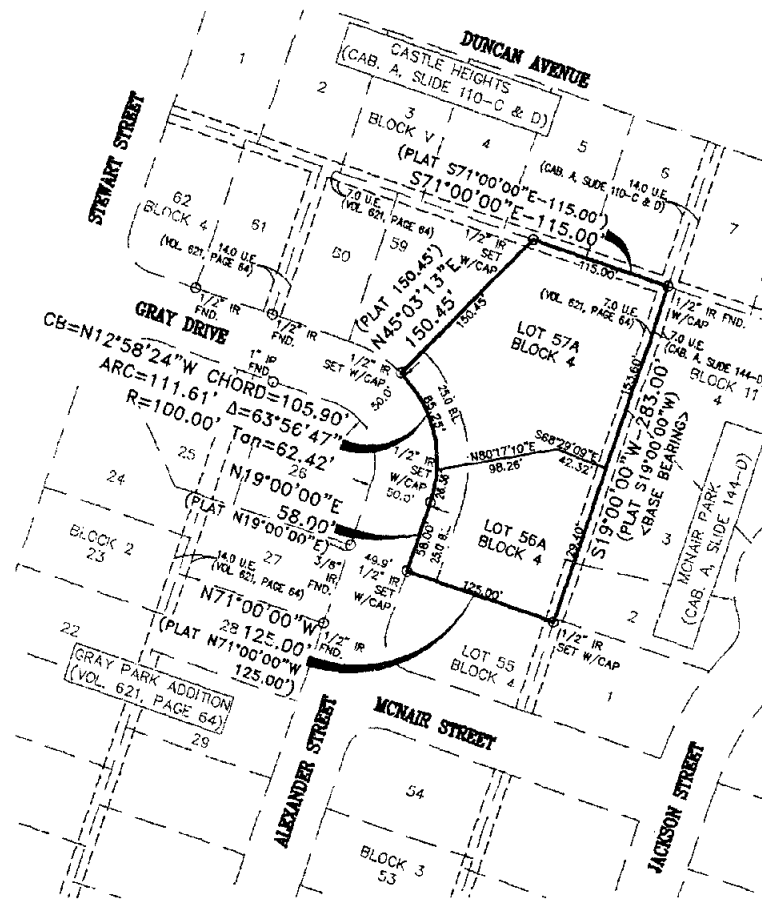 DUNCAN AVENUE
CASTLE HEIGHTS
(CAB. A, SLIDE 110-C & D)
1
2
3
BLOCK V
4
5
6
7
(CAB. A, SLIDE 110-C & D)
14.0 U.E.
(PLAT S71°00'00"E-115.00')
S71°00'00"E-115.00'
STEWART STREET
62
BLOCK 4
61
60
59
7.0 U.E.
(VOL. 621, PAGE 64)
14.0 U.E.
(VOL. 621, PAGE 64)
1/2" IR
SET
W/CAP
115.00'
(PLAT 150.45')
N45°03'13"E
150.45'
150.45'
7.0 U.E.
(VOL. 621, PAGE 64)
1/2" IR FND.
W/CAP
7.0 U.E.
(CAB. A, SLIDE 144-D)
BLOCK 11
4
LOT 57A
BLOCK 4
153.60'
1/2" IR
FND.
1/2" IR
FND.
GRAY DRIVE
1" IP
FND.
1/2" IR
SET W/CAP
50.0'
CB=N12°58'24"W CHORD=105.90'
ARC=111.61' Δ=63°56'47"
R=100.00' Tan=62.42'
85.25'
25.0 B.L.
N80°17'10"E
98.26'
S68°29'09"E
42.32'
S19°00'00"W-283.00'
(PLAT S19°00'00"W)
<BASE BEARING>
1/2" IR
SET
W/CAP
50.0'
26.36'
N19°00'00"E
58.00'
(PLAT N19°00'00"E)
58.00'
25.0 B.L.
24
25
26
BLOCK 2
23
27
14.0 U.E.
(VOL. 621, PAGE 64)
3/8" IR
FND.
49.9'
1/2" IR
SET
W/CAP
LOT 56A
BLOCK 4
129.40'
125.00'
3
MCNAIR PARK
(CAB. A, SLIDE 144-D)
2
1
N71°00'00"W
125.00'
(PLAT N71°00'00"W
125.00')
28
1/2" IR
FND.
22
GRAY PARK ADDITION
(VOL. 621, PAGE 64)
29
LOT 55
BLOCK 4
1/2" IR
SET W/CAP
MCNAIR STREET
ALEXANDER STREET
JACKSON STREET
54
BLOCK 3
53